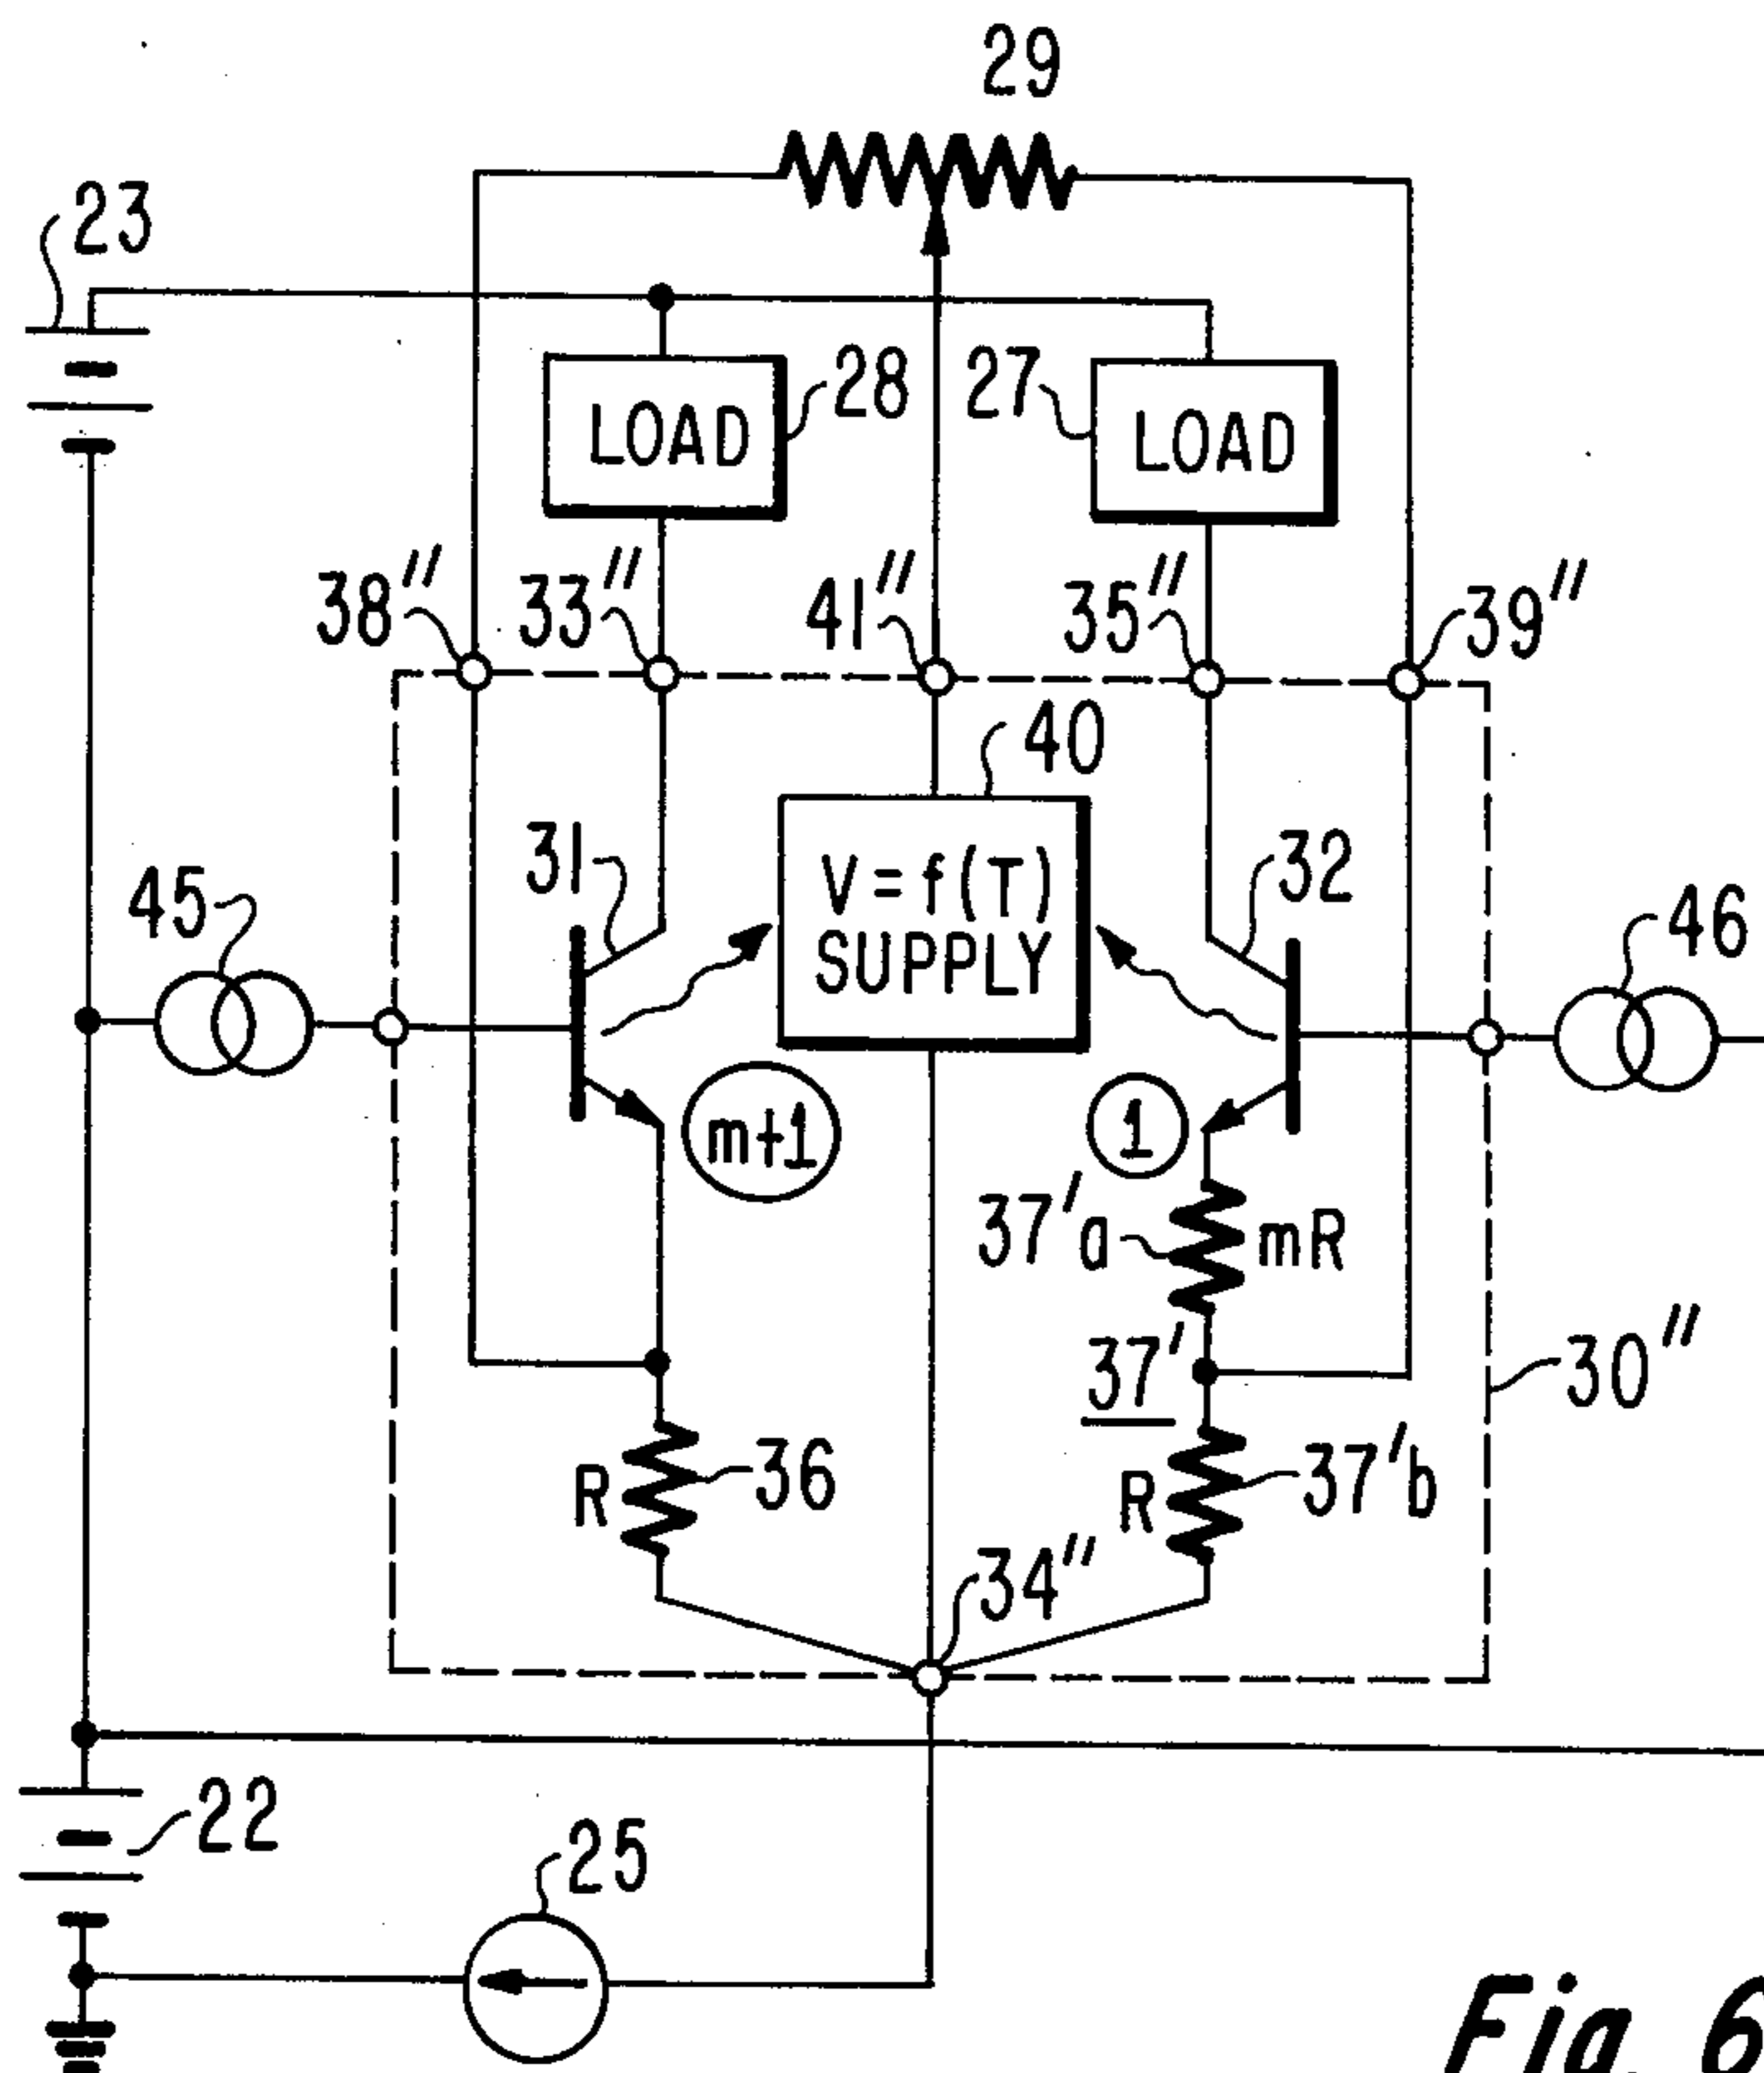 29
23
LOAD
28
27
LOAD
38"
33"
41"
35"
39"
40
31
V = f(T)
SUPPLY
32
45
46
m+1
1
37'a
mR
37'
30"
R
36
R
37'b
34"
22
25
Fig. 6